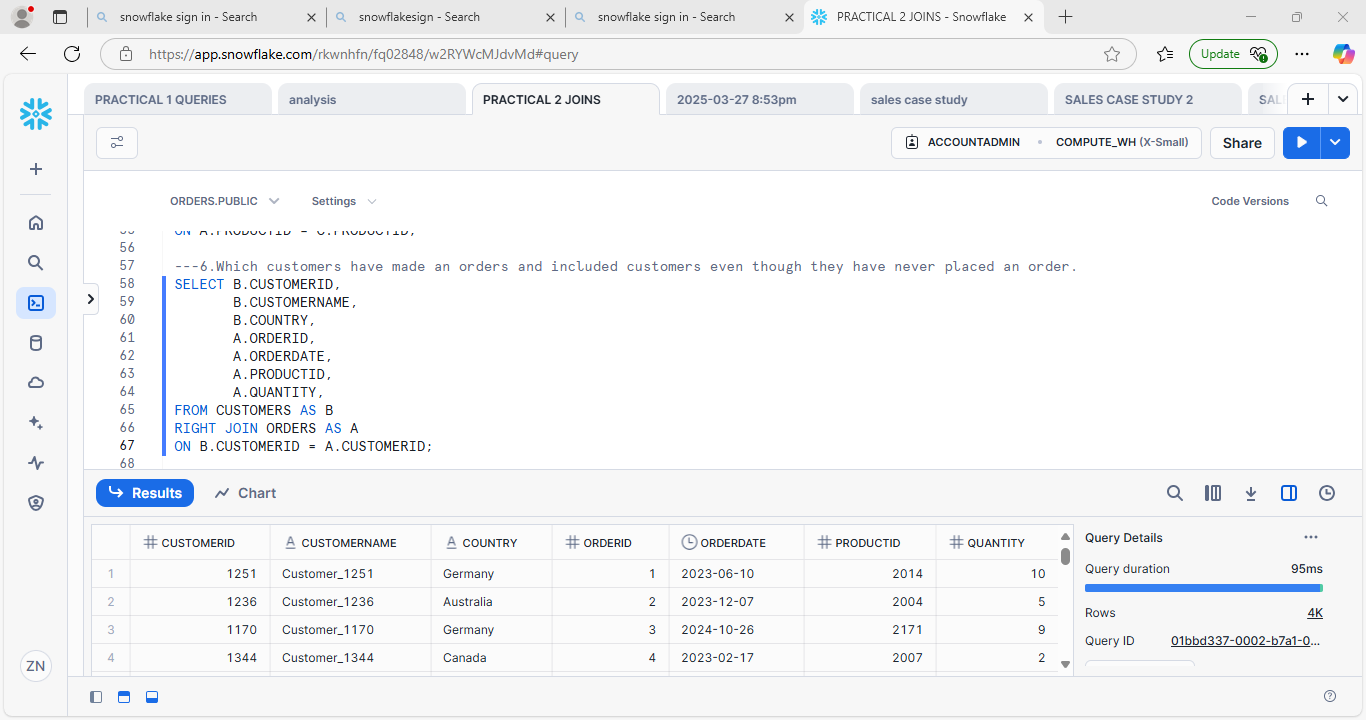 snowflake sign in - Search
snowflakesign - Search
snowflake sign in - Search
PRACTICAL 2 JOINS - Snowflake
https://app.snowflake.com/rkwnhfn/fq02848/w2RYWcMJdvMd#query
Update
PRACTICAL 1 QUERIES
analysis
PRACTICAL 2 JOINS
2025-03-27 8:53pm
sales case study
SALES CASE STUDY 2
SAL
ACCOUNTADMIN
COMPUTE_WH (X-Small)
Share
ORDERS.PUBLIC
Settings
Code Versions
55 ON A.PRODUCTID = C.PRODUCTID;
56
57 ---6.Which customers have made an orders and included customers even though they have never placed an order.
58 SELECT B.CUSTOMERID,
59 B.CUSTOMERNAME,
60 B.COUNTRY,
61 A.ORDERID,
62 A.ORDERDATE,
63 A.PRODUCTID,
64 A.QUANTITY,
65 FROM CUSTOMERS AS B
66 RIGHT JOIN ORDERS AS A
67 ON B.CUSTOMERID = A.CUSTOMERID;
68
Results
Chart
CUSTOMERID CUSTOMERNAME COUNTRY ORDERID ORDERDATE PRODUCTID QUANTITY
1 1251 Customer_1251 Germany 1 2023-06-10 2014 10
2 1236 Customer_1236 Australia 2 2023-12-07 2004 5
3 1170 Customer_1170 Germany 3 2024-10-26 2171 9
4 1344 Customer_1344 Canada 4 2023-02-17 2007 2
Query Details
Query duration 95ms
Rows 4K
Query ID 01bbd337-0002-b7a1-0...
ZN